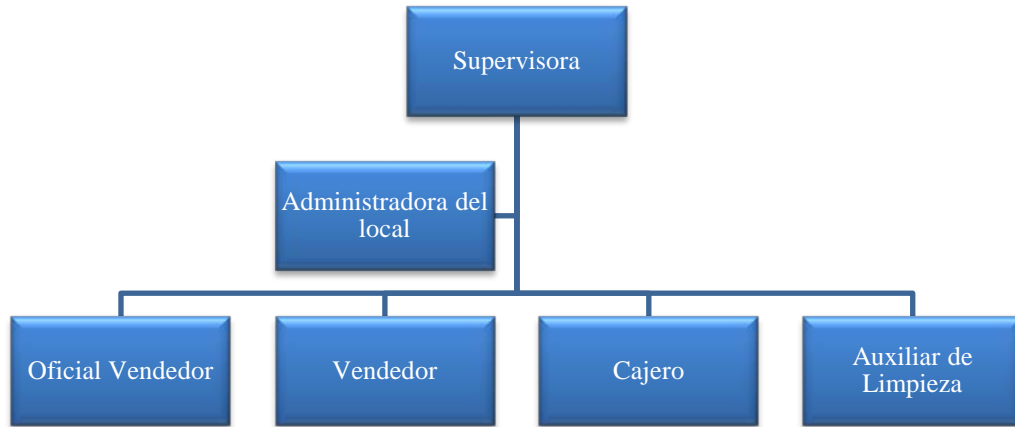 Supervisora
Administradora del
local
Oficial Vendedor
Vendedor
Cajero
Auxiliar de
Limpieza